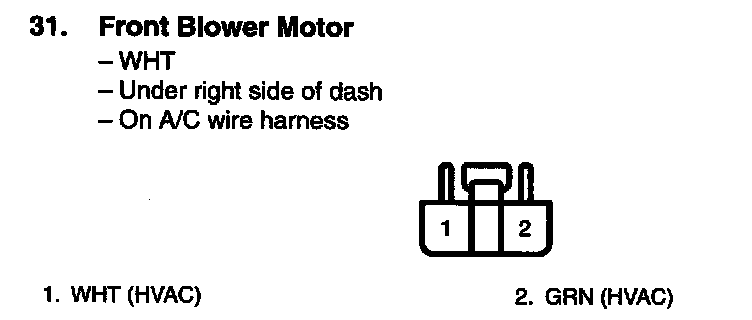 31. Front Blower Motor
– WHT
– Under right side of dash
– On A/C wire harness
1 2
1. WHT (HVAC) 2. GRN (HVAC)